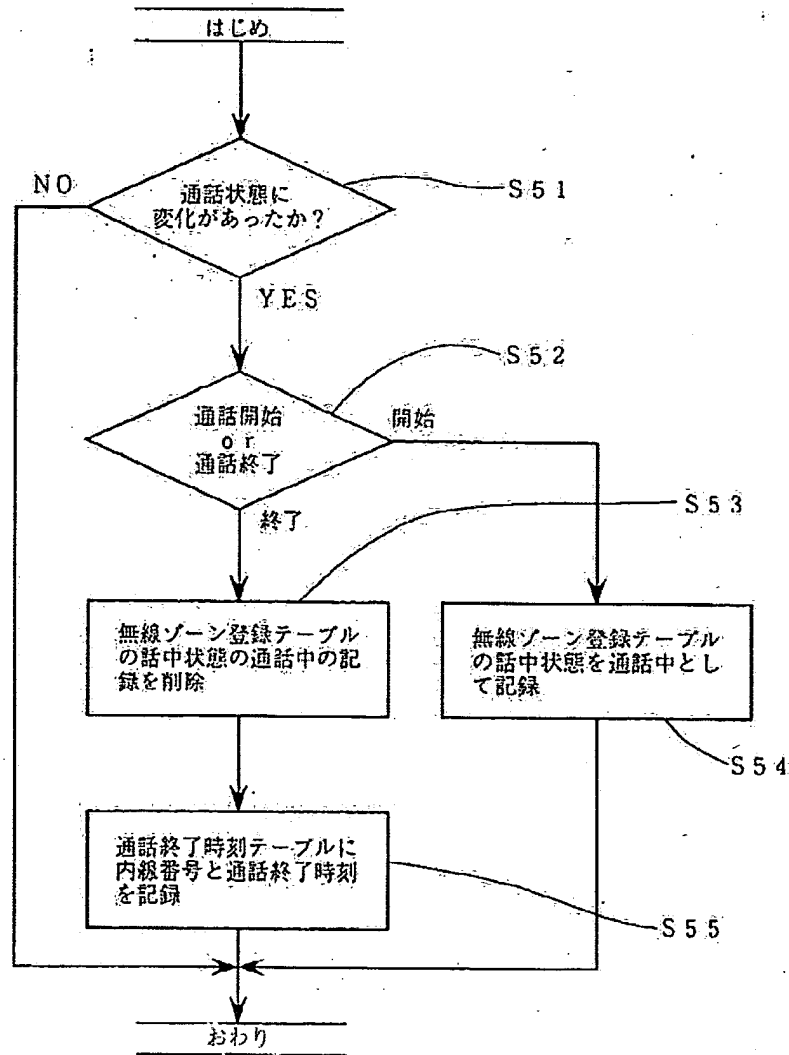 はじめ
NO
通話状態に
変化があったか?
S51
YES
S52
通話開始
or
通話終了
開始
終了
S53
無線ゾーン登録テーブル
の話中状態の通話中の記
録を削除
無線ゾーン登録テーブル
の話中状態を通話中とし
て記録
S54
通話終了時刻テーブルに
内線番号と通話終了時刻
を記録
S55
おわり